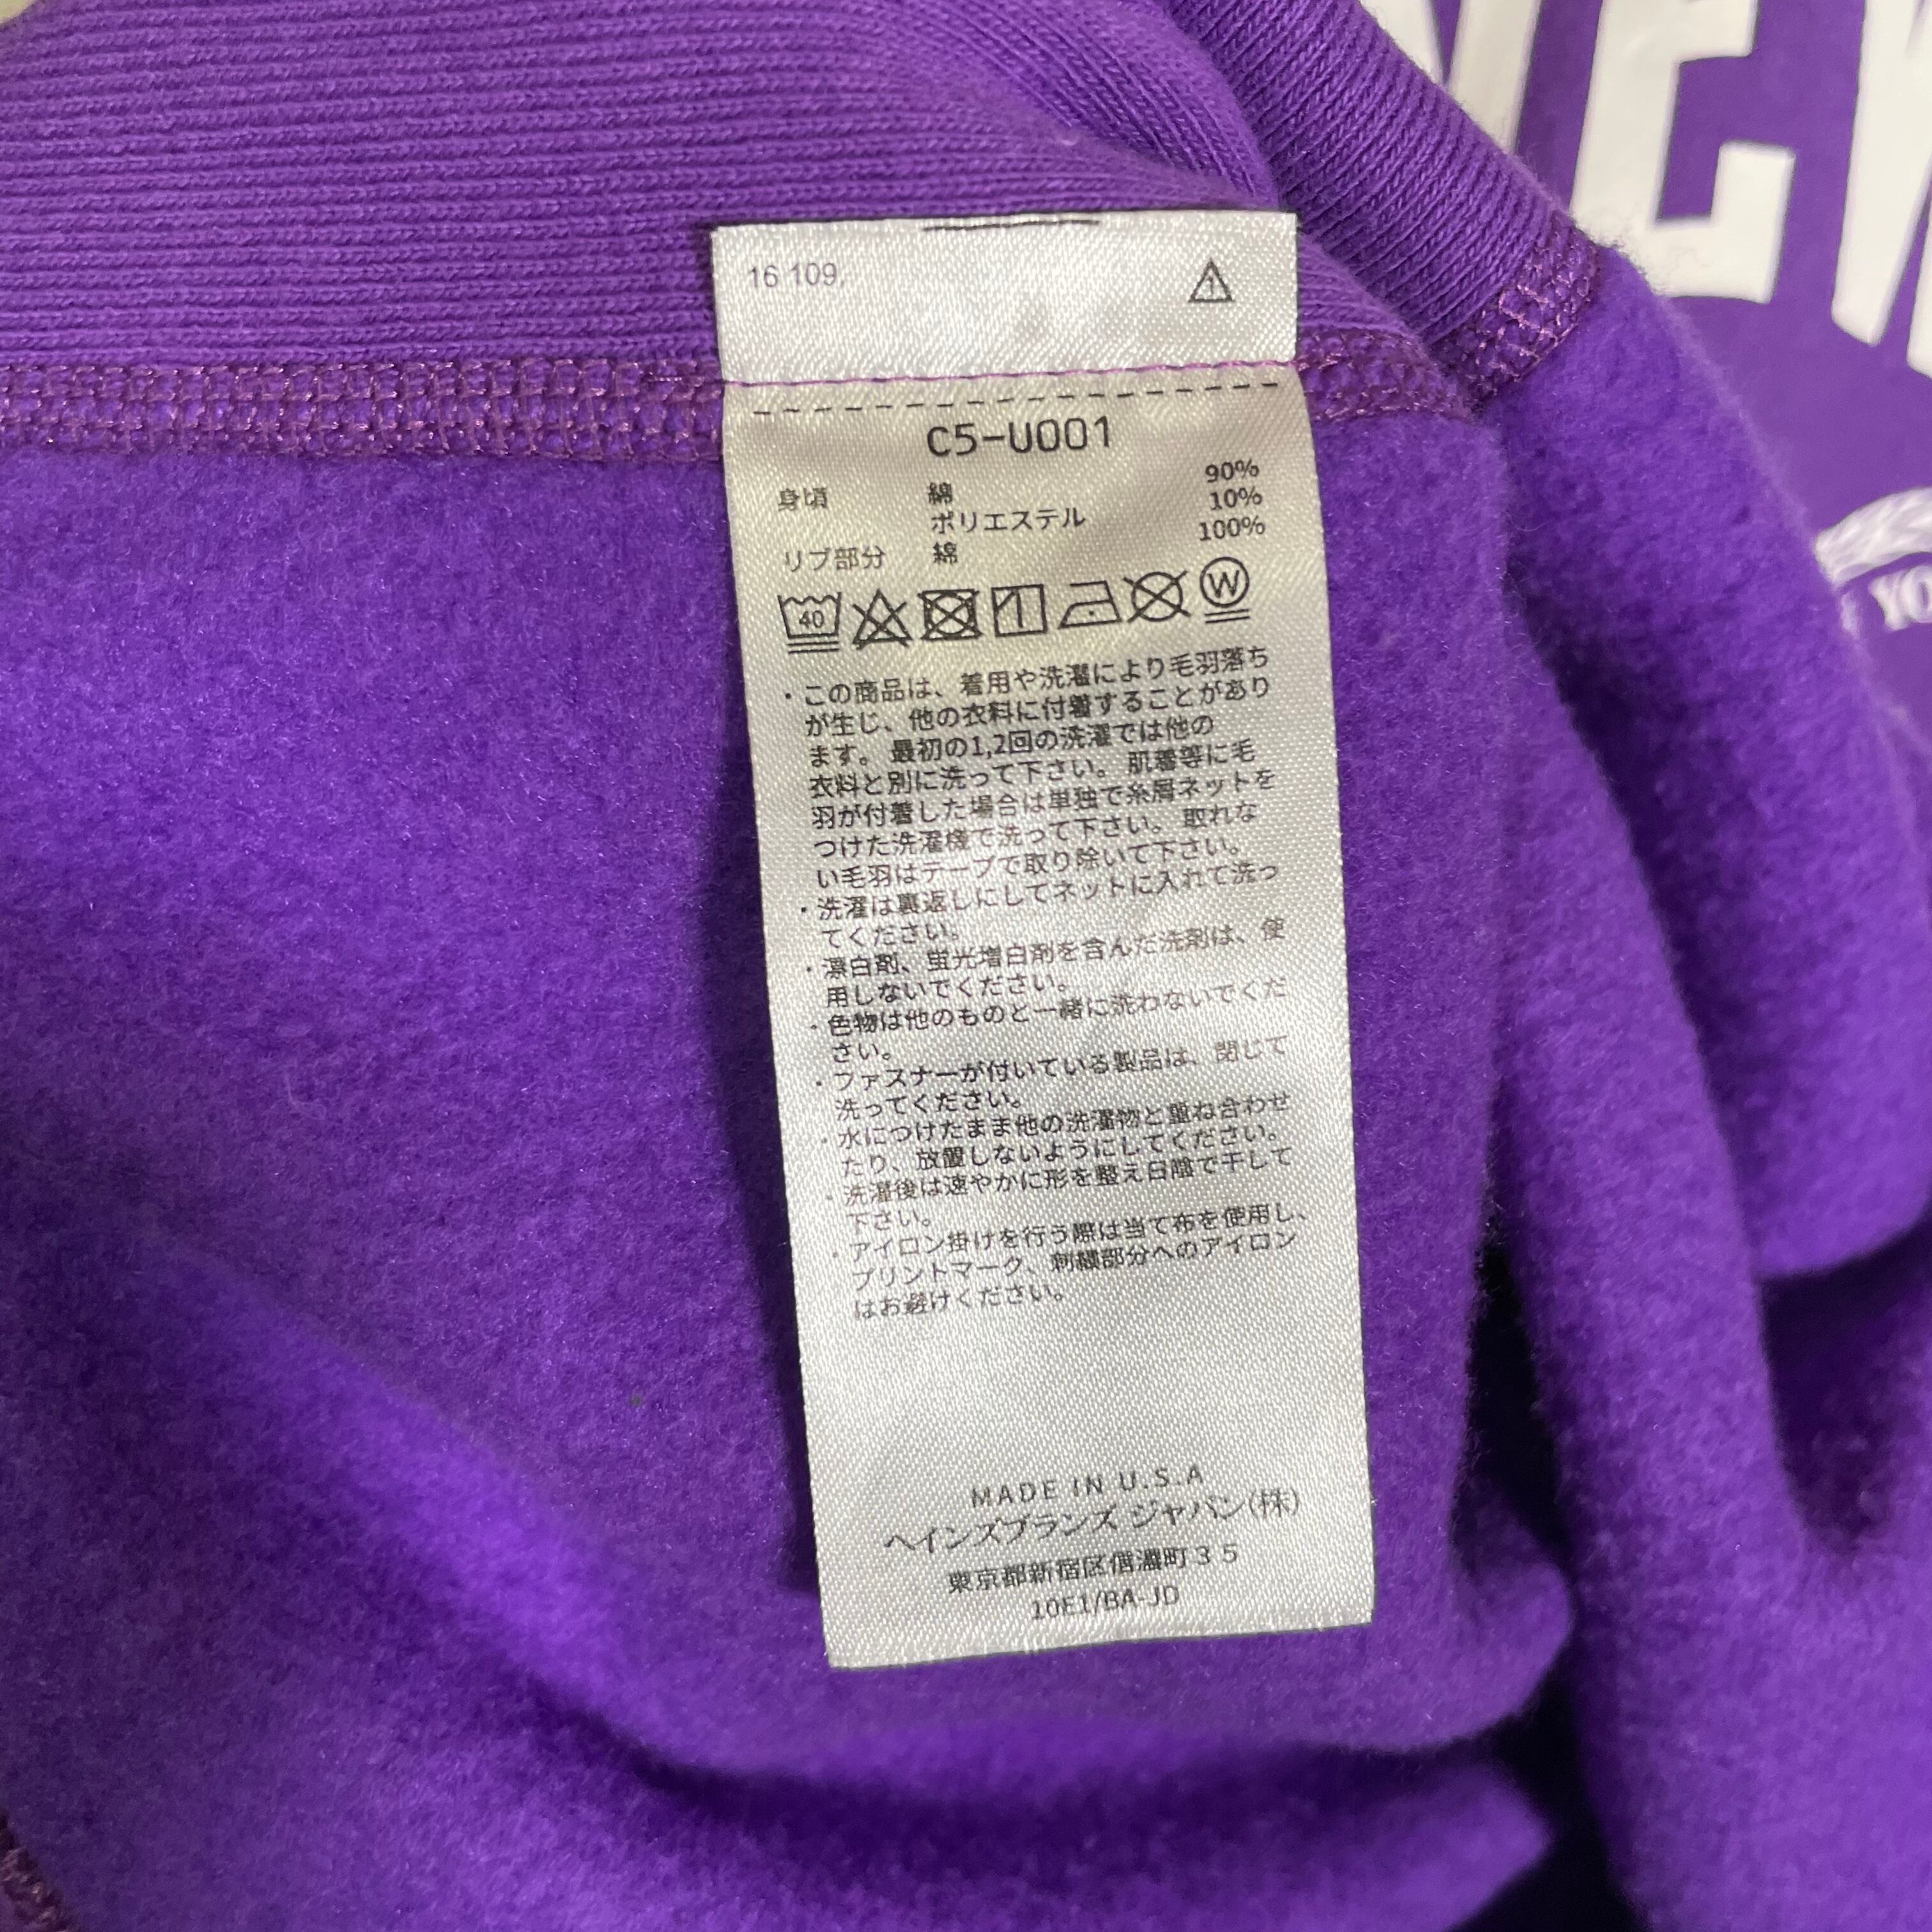 NEW
YO
16 109.
C5-U001
身頃 綿 90%
ポリエステル 10%
リブ部分 綿 100%
40
W
・この商品は、着用や洗濯により毛羽落ち
が生じ、他の衣料に付着することがあり
ます。最初の1,2回の洗濯では他の
衣料と別に洗って下さい。肌着等に毛
羽が付着した場合は単独で糸屑ネットを
つけた洗濯機で洗って下さい。取れな
い毛羽はテープで取り除いて下さい。
・洗濯は裏返しにしてネットに入れて洗っ
てください。
・漂白剤、蛍光増白剤を含んだ洗剤は、使
用しないでください。
・色物は他のものと一緒に洗わないでくだ
さい。
・ファスナーが付いている製品は、閉じて
洗ってください。
・水につけたまま他の洗濯物と重ね合わせ
たり、放置しないようにしてください。
・洗濯後は速やかに形を整え日陰で干して
下さい。
・アイロン掛けを行う際は当て布を使用し、
プリントマーク、刺繍部分へのアイロン
はお避けください。
MADE IN U.S.A
ヘインズブランズ ジャパン(株)
東京都新宿区信濃町35
10E1/BA-JD